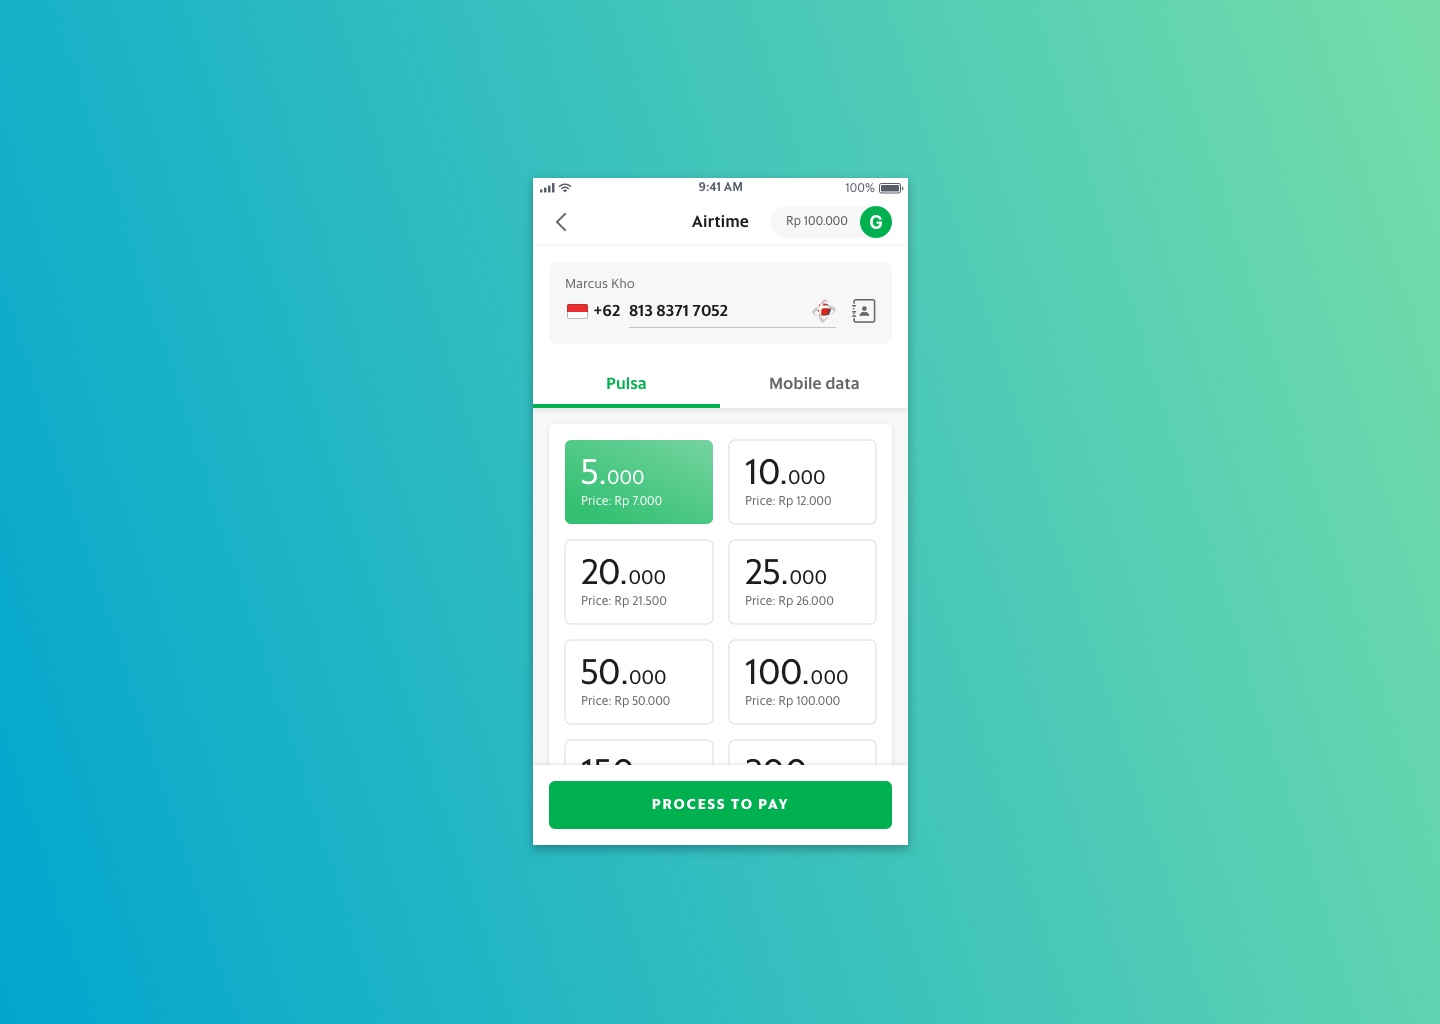 9:41 AM 100%
Airtime Rp 100.000 G
Marcus Kho
+62 813 8371 7052
Pulsa Mobile data
5.000 10.000
Price: Rp 7.000 Price: Rp 12.000
20.000 25.000
Price: Rp 21.500 Price: Rp 26.000
50.000 100.000
Price: Rp 50.000 Price: Rp 100.000
PROCESS TO PAY